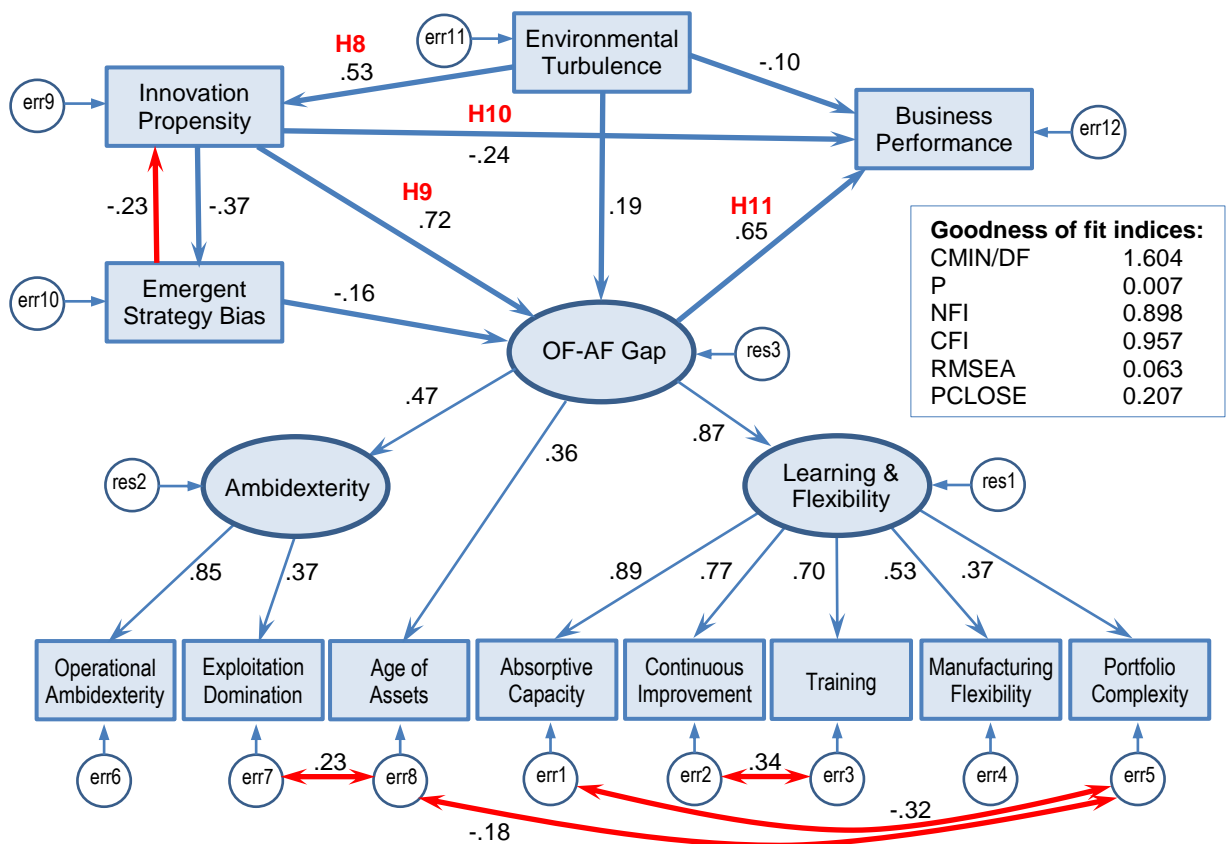 err11
Environmental
Turbulence
H8
.53
-.10
err9
Innovation
Propensity
H10
-.24
Business
Performance
err12
-.23
-.37
H9
.72
.19
H11
.65
Goodness of fit indices:
CMIN/DF 1.604
P 0.007
NFI 0.898
CFI 0.957
RMSEA 0.063
PCLOSE 0.207
err10
Emergent
Strategy Bias
-.16
OF-AF Gap
res3
.47
.36
.87
res2
Ambidexterity
Learning &
Flexibility
res1
.85
.37
.89
.77
.70
.53
.37
Operational
Ambidexterity
Exploitation
Domination
Age of
Assets
Absorptive
Capacity
Continuous
Improvement
Training
Manufacturing
Flexibility
Portfolio
Complexity
err6
err7
.23
err8
err1
err2
.34
err3
err4
err5
-.32
-.18